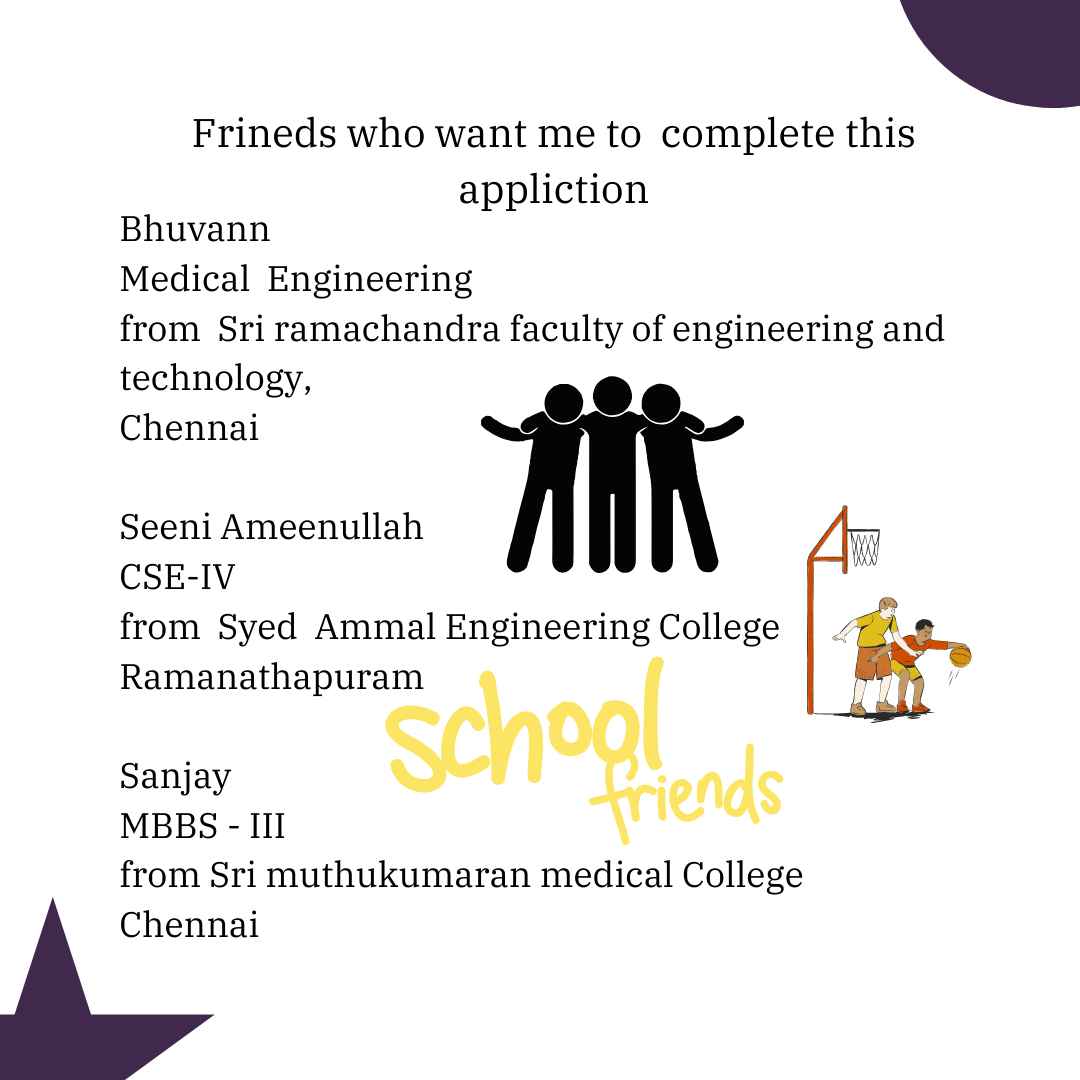 Frineds who want me to complete this
appliction
Bhuvann
Medical Engineering
from Sri ramachandra faculty of engineering and
technology,
Chennai
Seeni Ameenullah
CSE-IV
from Syed Ammal Engineering College
Ramanathapuram
school
friends
Sanjay
MBBS - III
from Sri muthukumaran medical College
Chennai